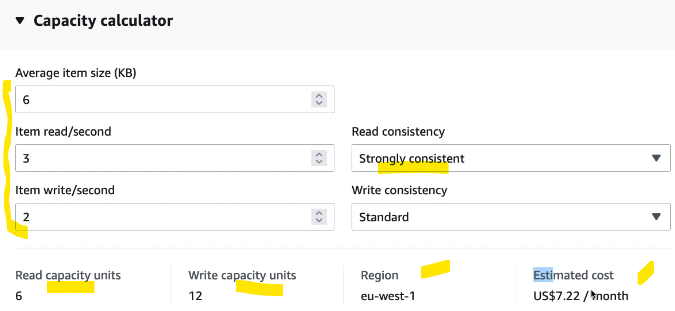 Capacity calculator
Average item size (KB)
6
Item read/second
Read consistency
3
Strongly consistent
Item write/second
Write consistency
2
Standard
Read capacity units
Write capacity units
Region
Estimated cost
6
12
eu-west-1
US$7.22 / month